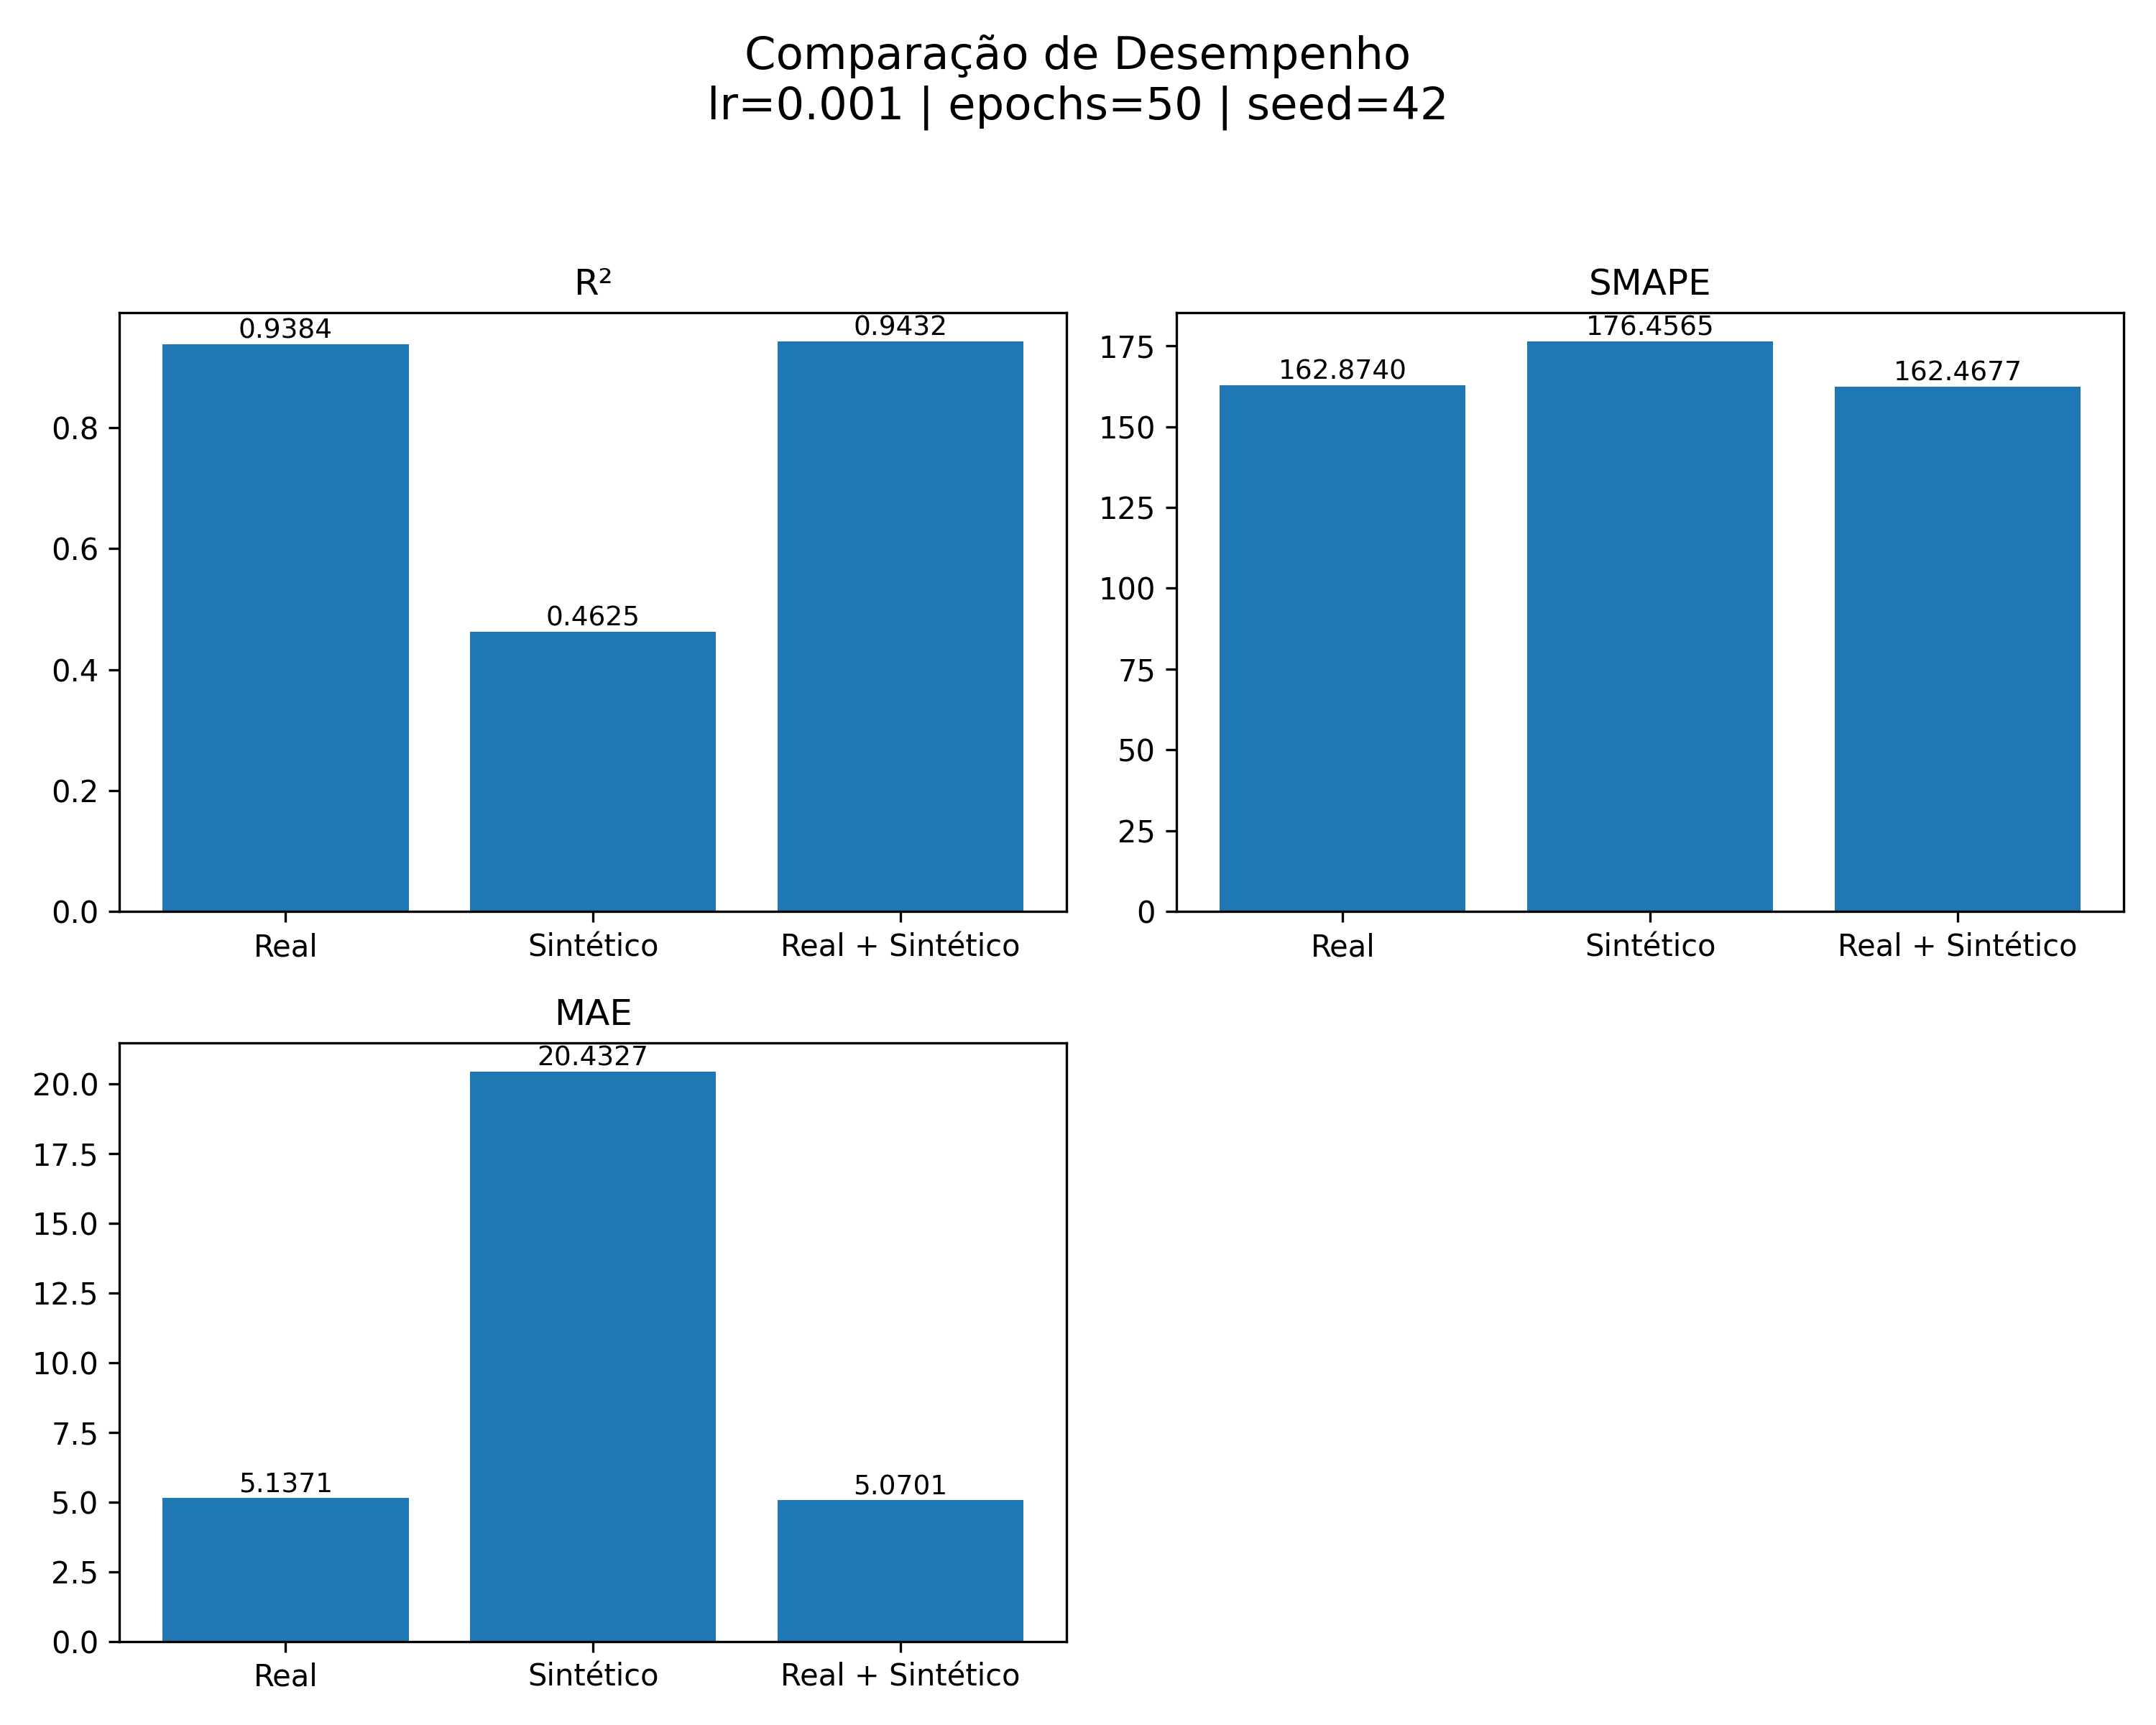 Comparação de Desempenho
lr=0.001 | epochs=50 | seed=42
R²
0.9384
0.4625
0.9432
0.8
0.6
0.4
0.2
0.0
Real
Sintético
Real + Sintético
SMAPE
162.8740
176.4565
162.4677
175
150
125
100
75
50
25
0
Real
Sintético
Real + Sintético
MAE
5.1371
20.4327
5.0701
20.0
17.5
15.0
12.5
10.0
7.5
5.0
2.5
0.0
Real
Sintético
Real + Sintético